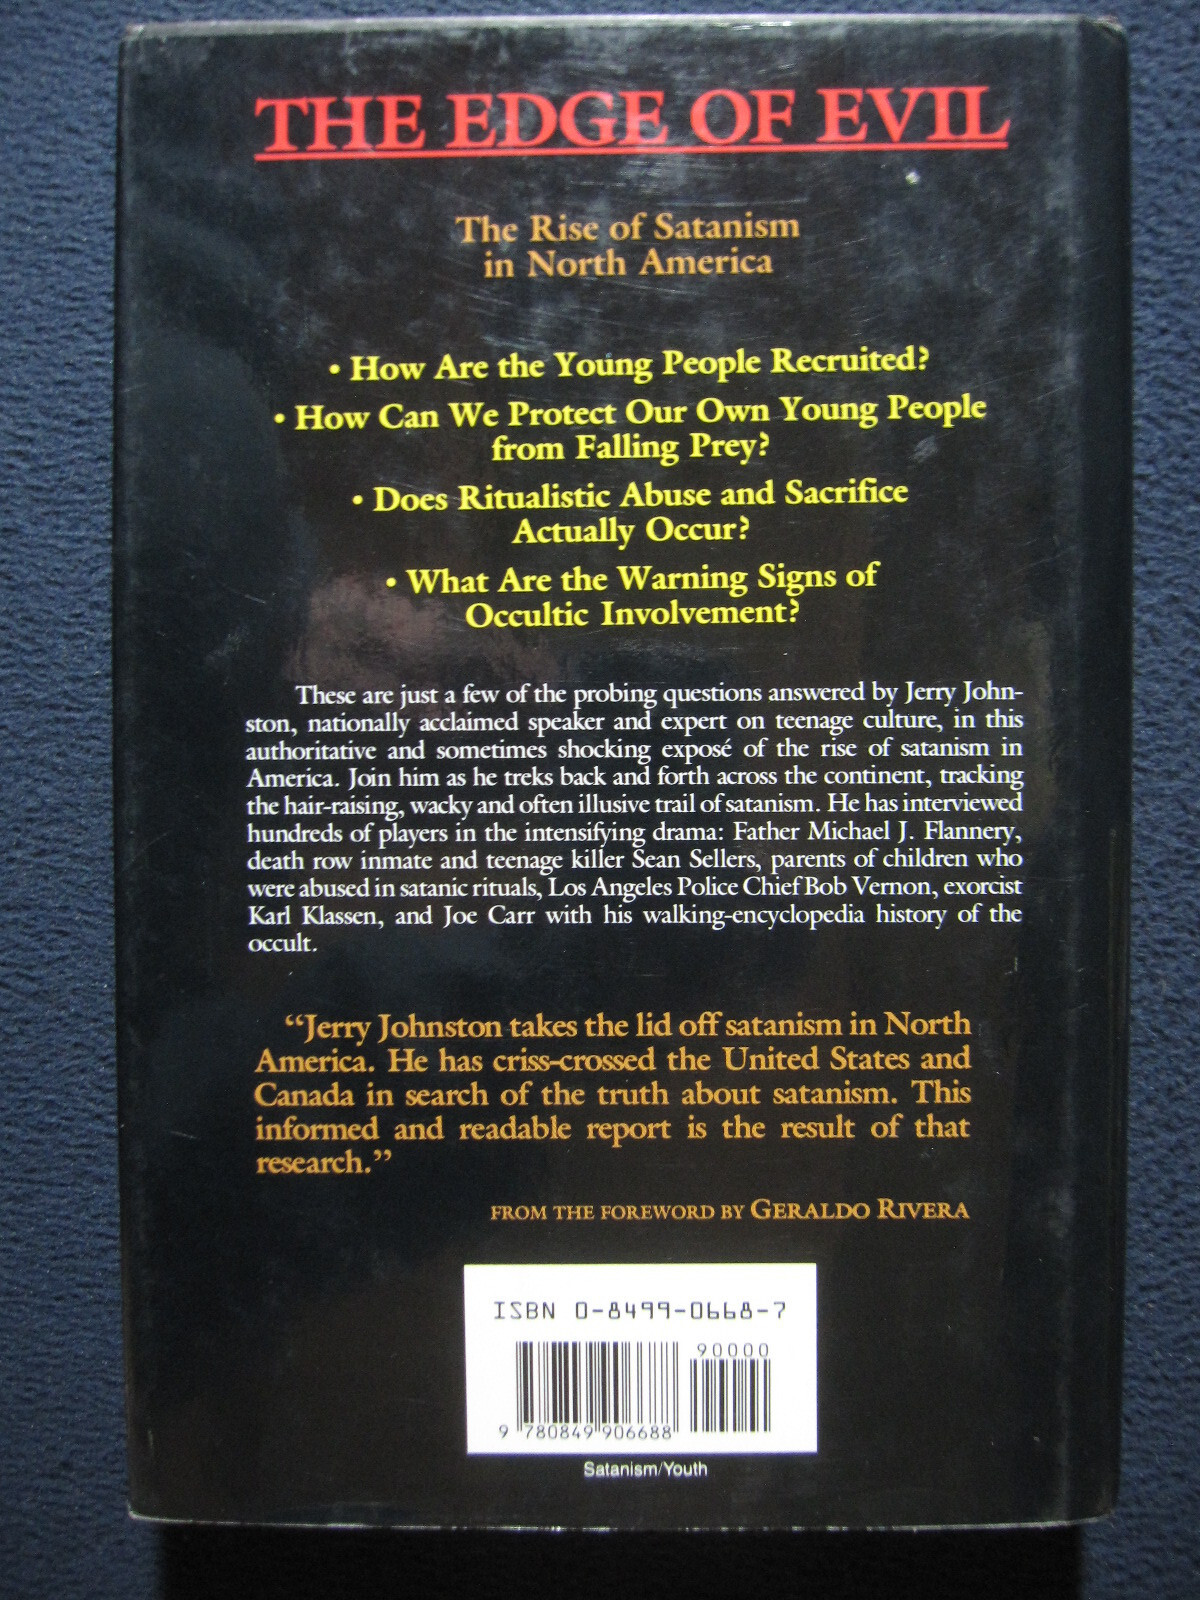 THE EDGE OF EVIL
The Rise of Satanism
in North America
• How Are the Young People Recruited?
• How Can We Protect Our Own Young People
from Falling Prey?
• Does Ritualistic Abuse and Sacrifice
Actually Occur?
• What Are the Warning Signs of
Occultic Involvement?
These are just a few of the probing questions answered by Jerry John-
ston, nationally acclaimed speaker and expert on teenage culture, in this
authoritative and sometimes shocking exposé of the rise of satanism in
America. Join him as he treks back and forth across the continent, tracking
the hair-raising, wacky and often illusive trail of satanism. He has interviewed
hundreds of players in the intensifying drama: Father Michael J. Flannery,
death row inmate and teenage killer Sean Sellers, parents of children who
were abused in satanic rituals, Los Angeles Police Chief Bob Vernon, exorcist
Karl Klassen, and Joe Carr with his walking-encyclopedia history of the
occult.
“Jerry Johnston takes the lid off satanism in North
America. He has criss-crossed the United States and
Canada in search of the truth about satanism. This
informed and readable report is the result of that
research.”
FROM THE FOREWORD BY GERALDO RIVERA
ISBN 0-8499-0668-7
90000
9 780849 906688
Satanism/Youth